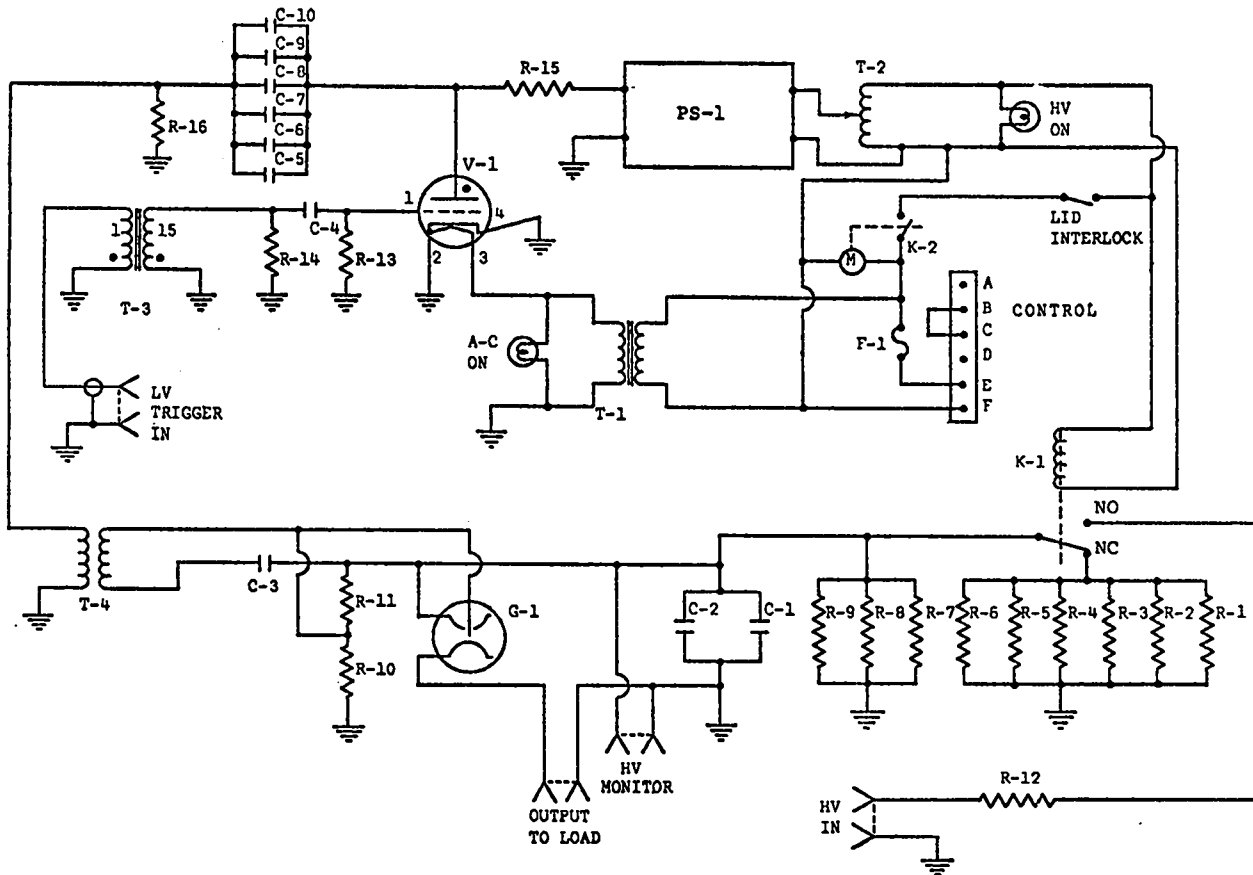 C-10
C-9
C-8
C-7
C-6
C-5
R-15
PS-1
T-2
HV
ON
R-16
V-1
1
4
2
3
C-4
R-14
R-13
1
15
T-3
LID
INTERLOCK
K-2
M
A
B
C
D
E
F
CONTROL
F-1
A-C
ON
T-1
LV
TRIGGER
IN
K-1
NO
NC
T-4
C-3
R-11
R-10
G-1
C-2
C-1
R-9
R-8
R-7
R-6
R-5
R-4
R-3
R-2
R-1
HV
MONITOR
OUTPUT
TO LOAD
R-12
HV
IN